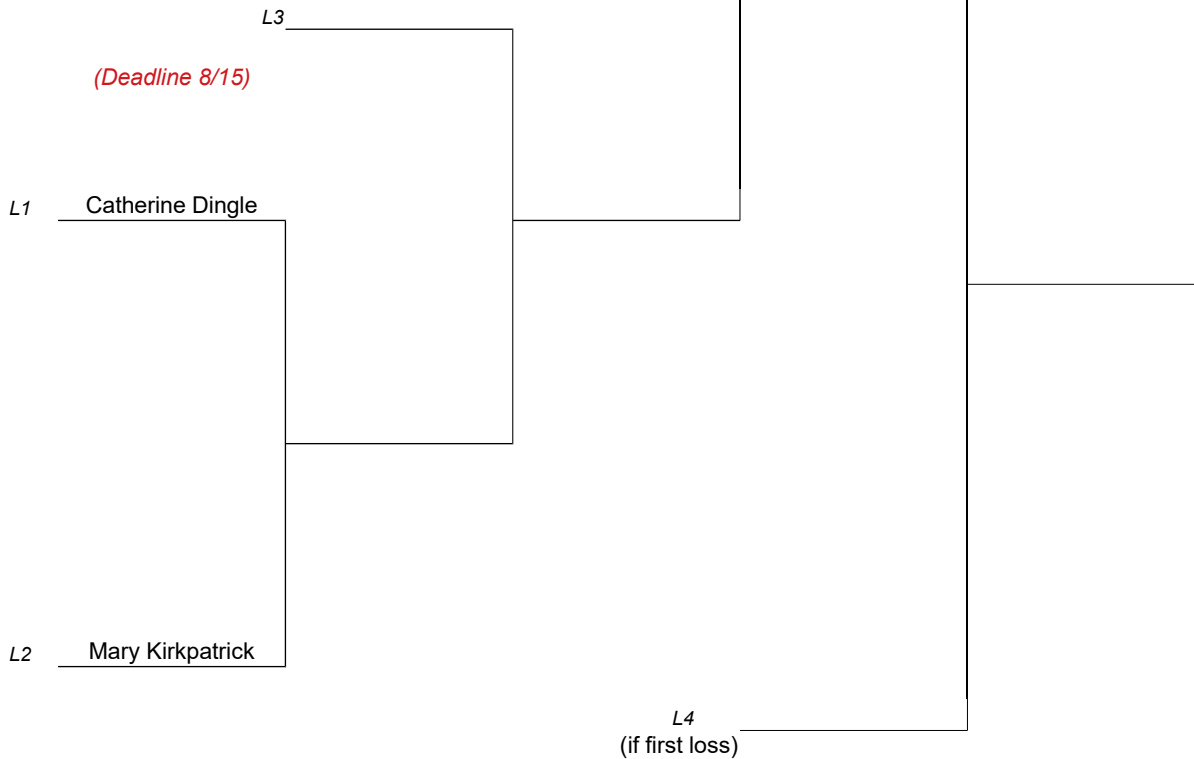 L3
(Deadline 8/15)
L1 Catherine Dingle
L2 Mary Kirkpatrick
L4
(if first loss)